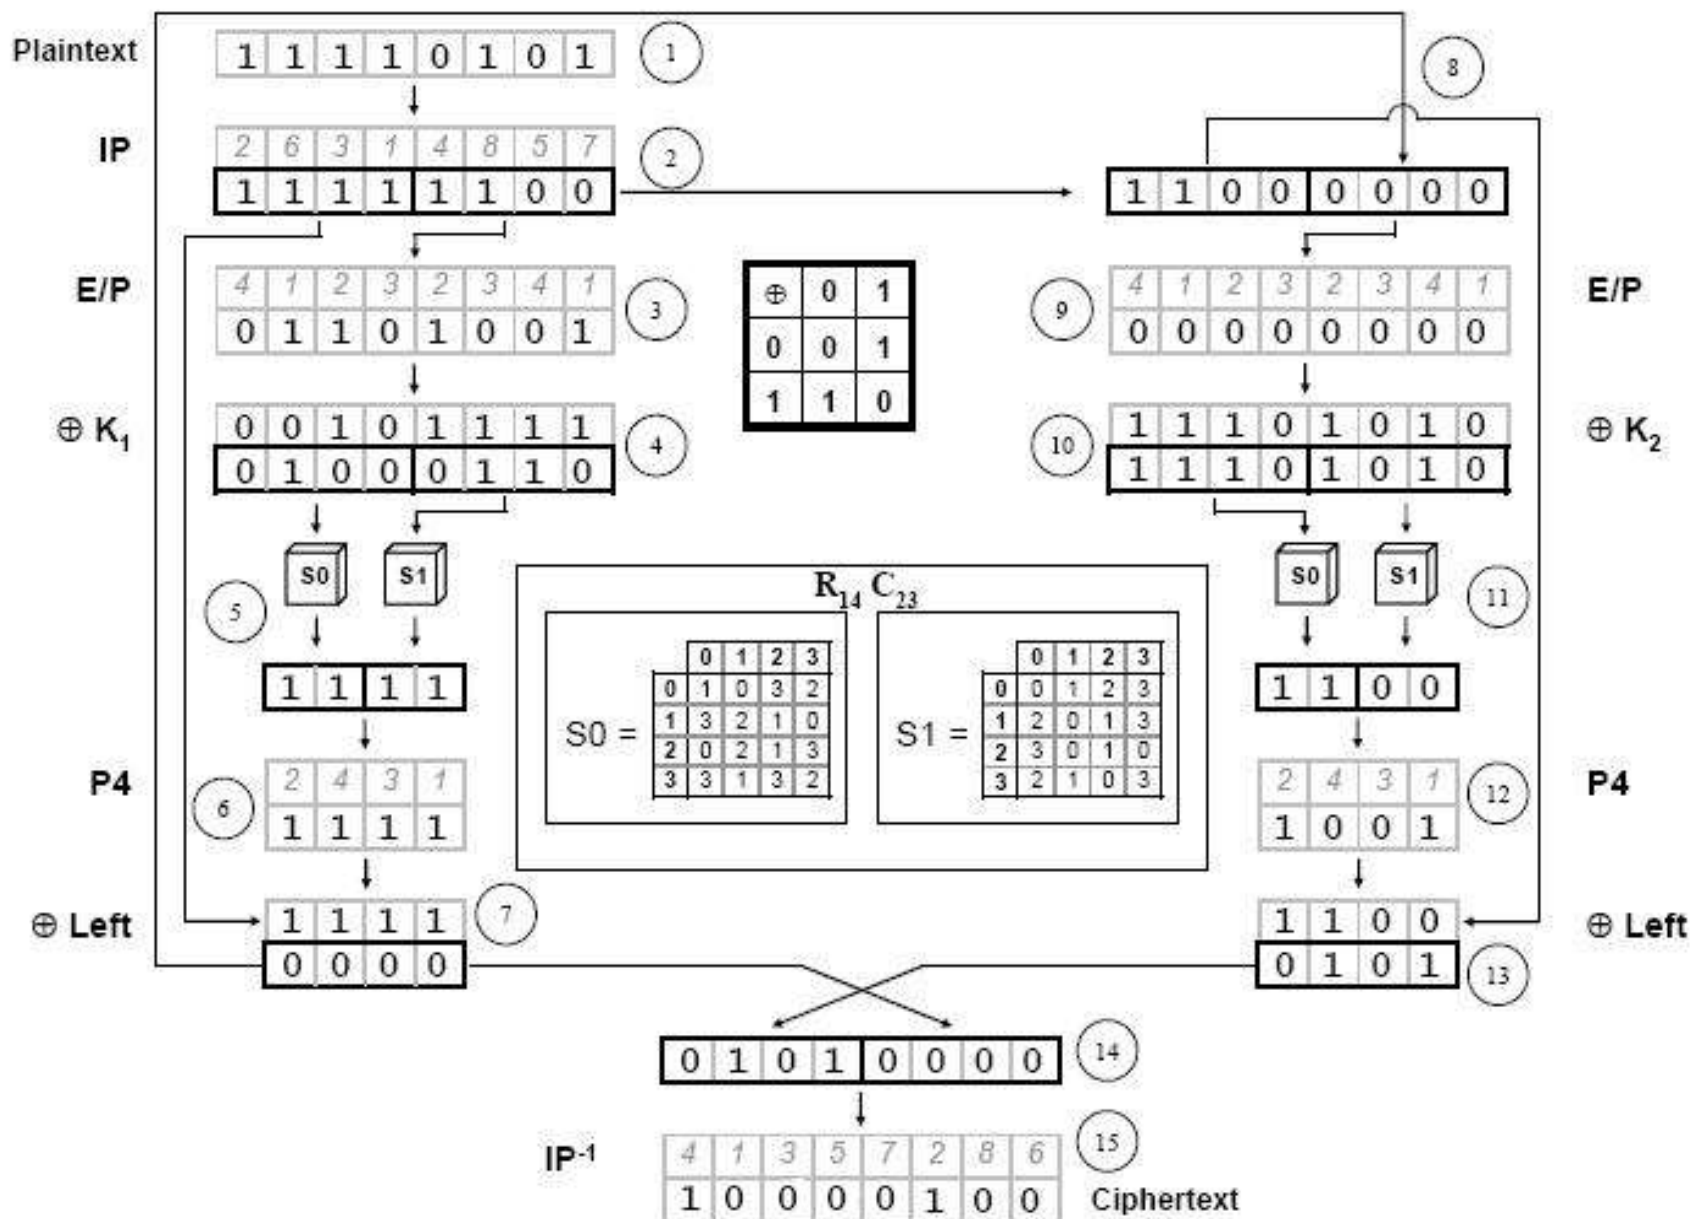 Plaintext 1 1 1 1 0 1 0 1 1
8
IP 2 6 3 1 4 8 5 7 2
1 1 1 1 1 1 0 0
1 1 0 0 0 0 0 0
E/P 4 1 2 3 2 3 4 1 3
0 1 1 0 1 0 0 1
⊕ 0 1
0 0 1
1 1 0
9 4 1 2 3 2 3 4 1 E/P
0 0 0 0 0 0 0 0
⊕ K₁ 0 0 1 0 1 1 1 1 4
0 1 0 0 0 1 1 0
10 1 1 1 0 1 0 1 0 ⊕ K₂
1 1 1 0 1 0 1 0
S0 S1
5
1 1 1 1
R₁₄ C₂₃
S0 =
0 1 2 3
0 1 0 3 2
1 3 2 1 0
2 0 2 1 3
3 3 1 3 2
S1 =
0 1 2 3
0 0 1 2 3
1 2 0 1 3
2 3 0 1 0
3 2 1 0 3
S0 S1
11
1 1 0 0
P4 2 4 3 1 6
1 1 1 1
2 4 3 1 12 P4
1 0 0 1
⊕ Left 1 1 1 1 7
0 0 0 0
1 1 0 0 ⊕ Left
0 1 0 1 13
0 1 0 1 0 0 0 0 14
IP⁻¹ 4 1 3 5 7 2 8 6 15
1 0 0 0 0 1 0 0 Ciphertext